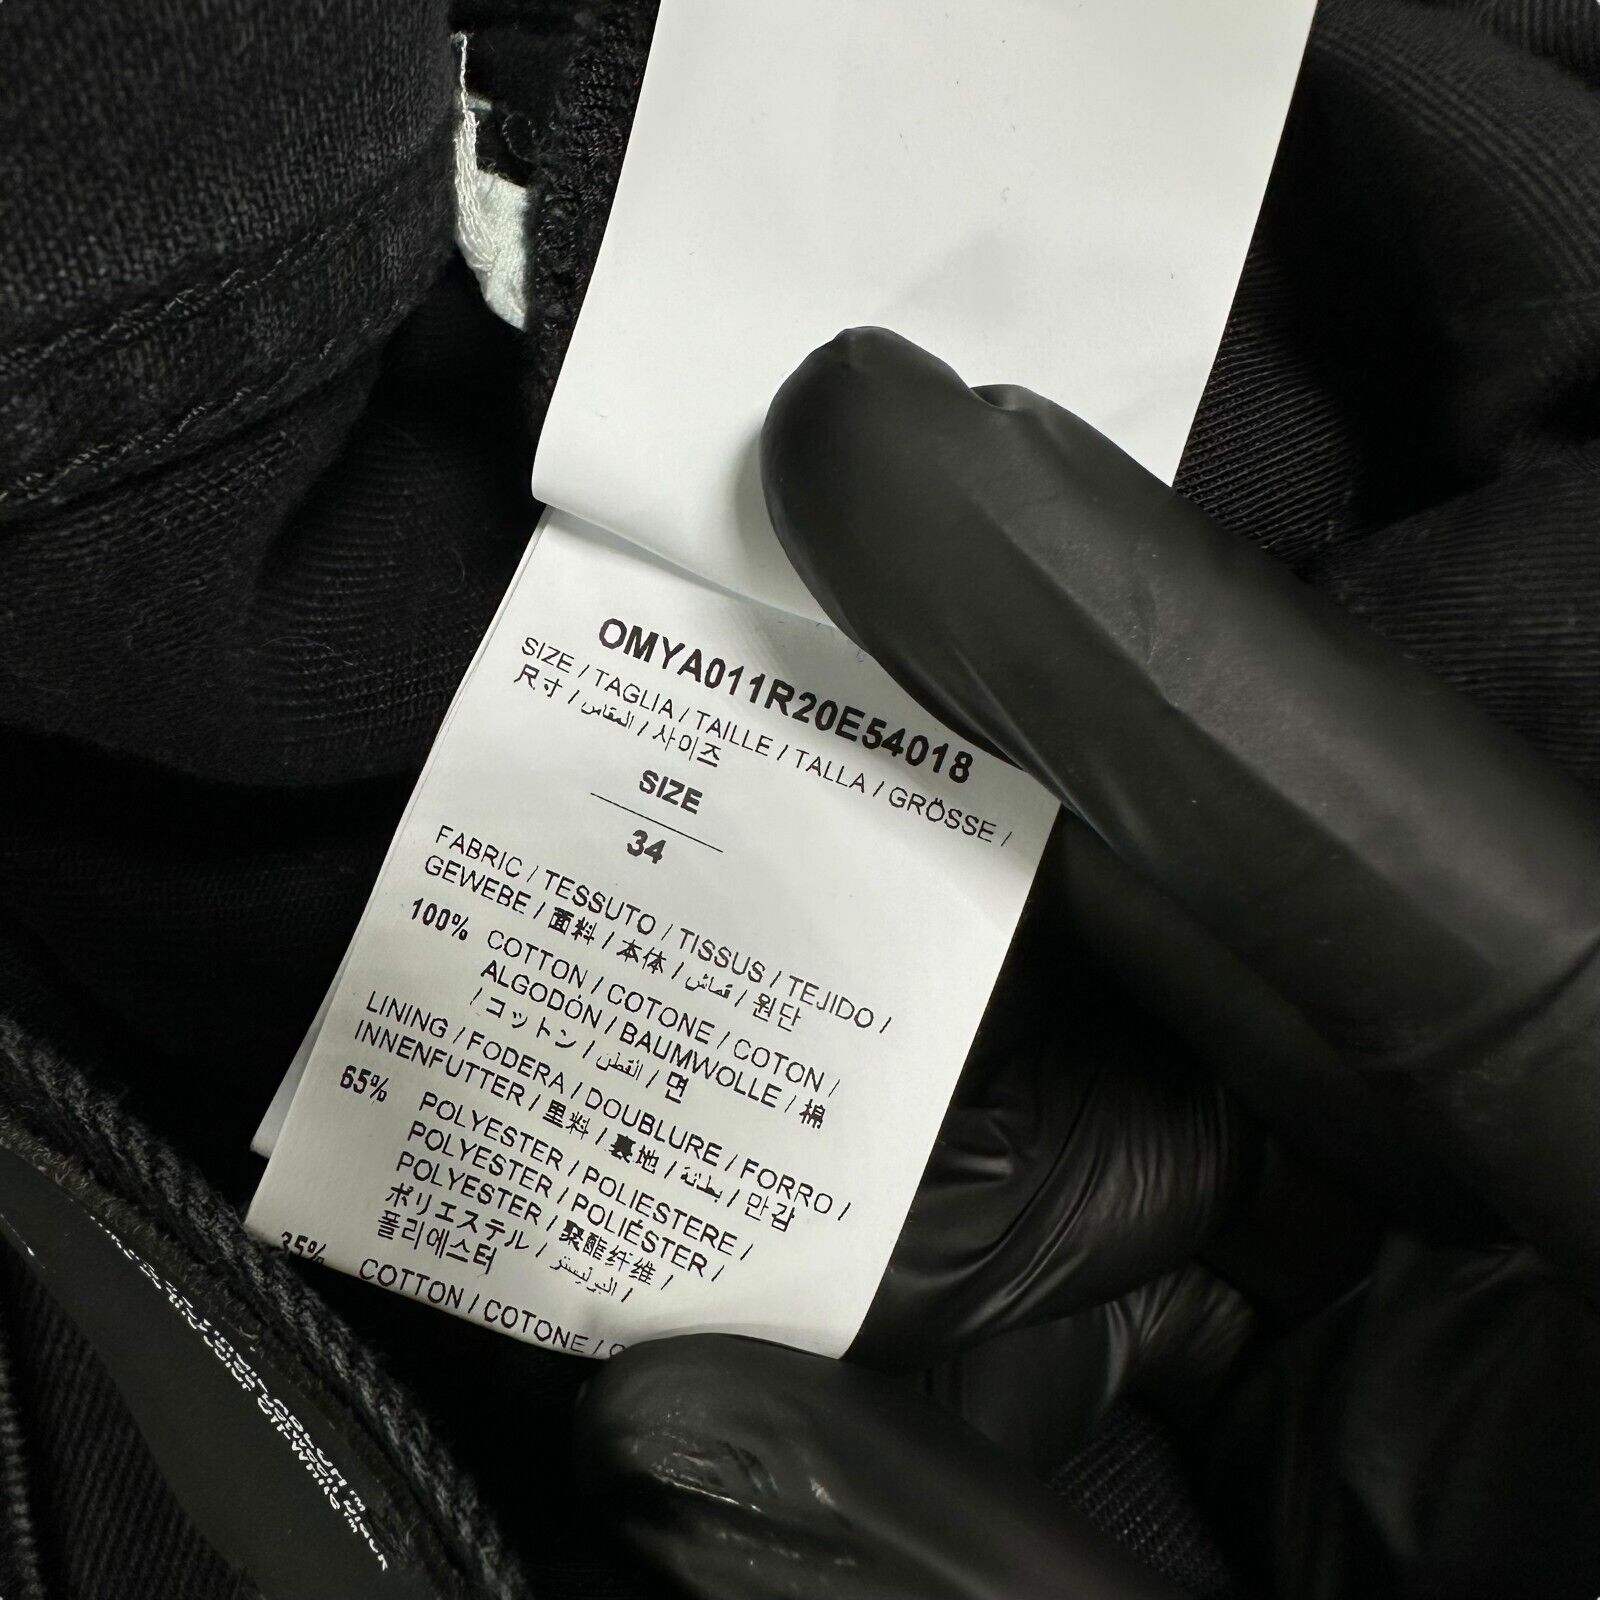 OMYA011R20E54018
SIZE / TAGLIA / TAILLE / TALLA / GRÖSSE /
尺寸 / المقاس / 사이즈
SIZE
34
FABRIC / TESSUTO / TISSUS / TEJIDO /
GEWEBE / 面料 / 本体 / قماش / 원단
100% COTTON / COTONE / COTON /
ALGODÓN / BAUMWOLLE / 棉
/ コットン / القطن / 면
LINING / FODERA / DOUBLURE / FORRO /
INNENFUTTER / 里料 / 裏地 / بطانة / 안감
65% POLYESTER / POLIESTERE /
POLYESTER / POLIÉSTER /
POLYESTER / 聚酯纤维 /
ポリエステル / البوليستر /
폴리에스터
35% COTTON / COTONE /